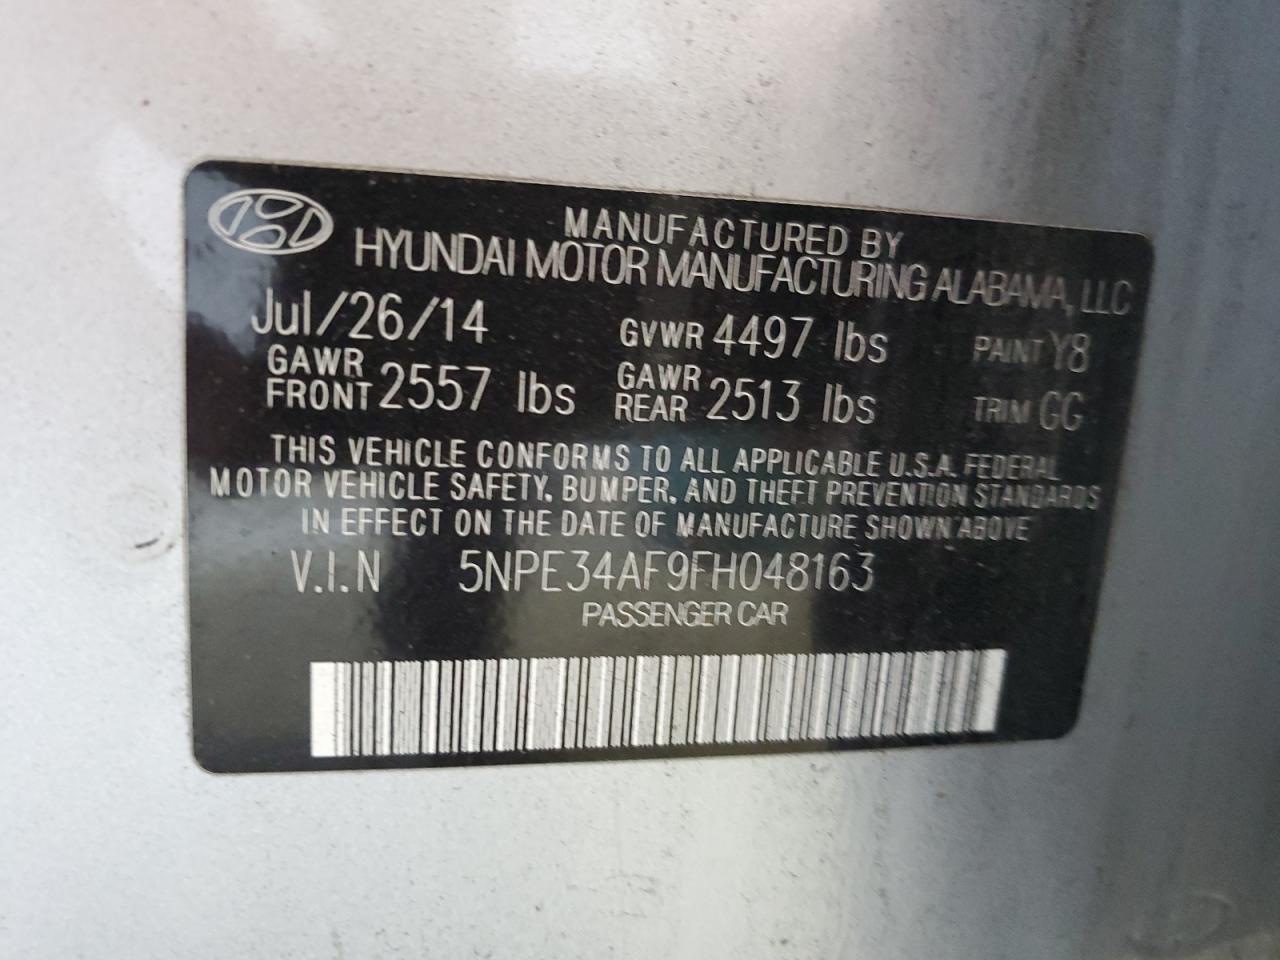 MANUFACTURED BY
HYUNDAI MOTOR MANUFACTURING ALABAMA, LLC
Jul/26/14 GVWR 4497 lbs PAINT Y8
GAWR FRONT 2557 lbs GAWR REAR 2513 lbs TRIM GG
THIS VEHICLE CONFORMS TO ALL APPLICABLE U.S.A. FEDERAL
MOTOR VEHICLE SAFETY, BUMPER, AND THEFT PREVENTION STANDARDS
IN EFFECT ON THE DATE OF MANUFACTURE SHOWN ABOVE
V.I.N 5NPE34AF9FH048163
PASSENGER CAR